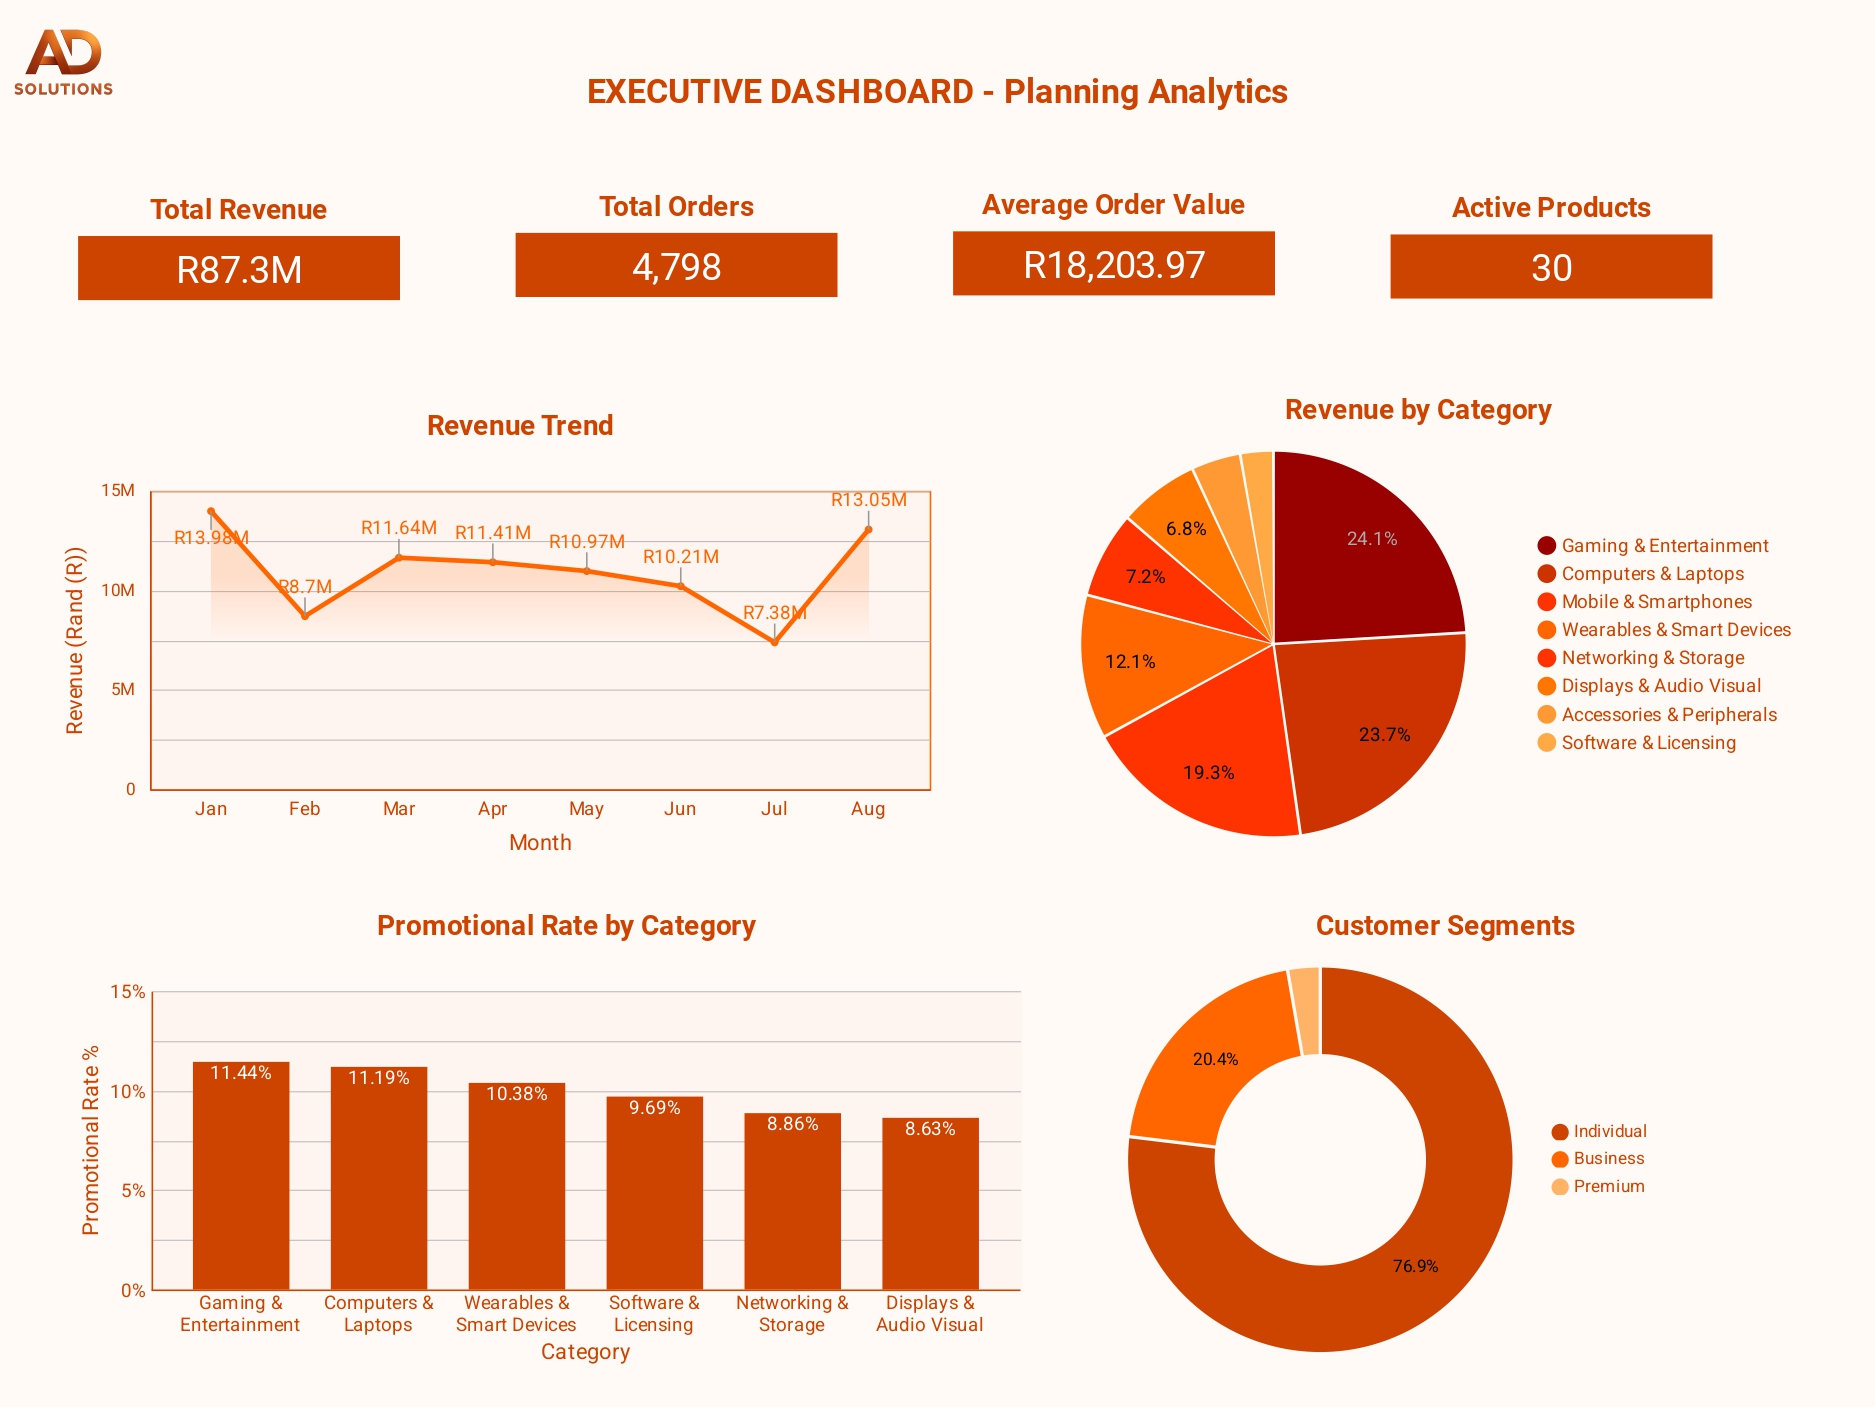 AD
SOLUTIONS
EXECUTIVE DASHBOARD - Planning Analytics
Total Revenue
R87.3M
Total Orders
4,798
Average Order Value
R18,203.97
Active Products
30
Revenue Trend
Revenue (Rand (R))
15M
10M
5M
0
R13.98M
R8.7M
R11.64M
R11.41M
R10.97M
R10.21M
R7.38M
R13.05M
Jan
Feb
Mar
Apr
May
Jun
Jul
Aug
Month
Revenue by Category
24.1%
23.7%
19.3%
12.1%
7.2%
6.8%
Gaming & Entertainment
Computers & Laptops
Mobile & Smartphones
Wearables & Smart Devices
Networking & Storage
Displays & Audio Visual
Accessories & Peripherals
Software & Licensing
Promotional Rate by Category
Promotional Rate %
15%
10%
5%
0%
11.44%
11.19%
10.38%
9.69%
8.86%
8.63%
Gaming &
Entertainment
Computers &
Laptops
Wearables &
Smart Devices
Software &
Licensing
Networking &
Storage
Displays &
Audio Visual
Category
Customer Segments
20.4%
76.9%
Individual
Business
Premium